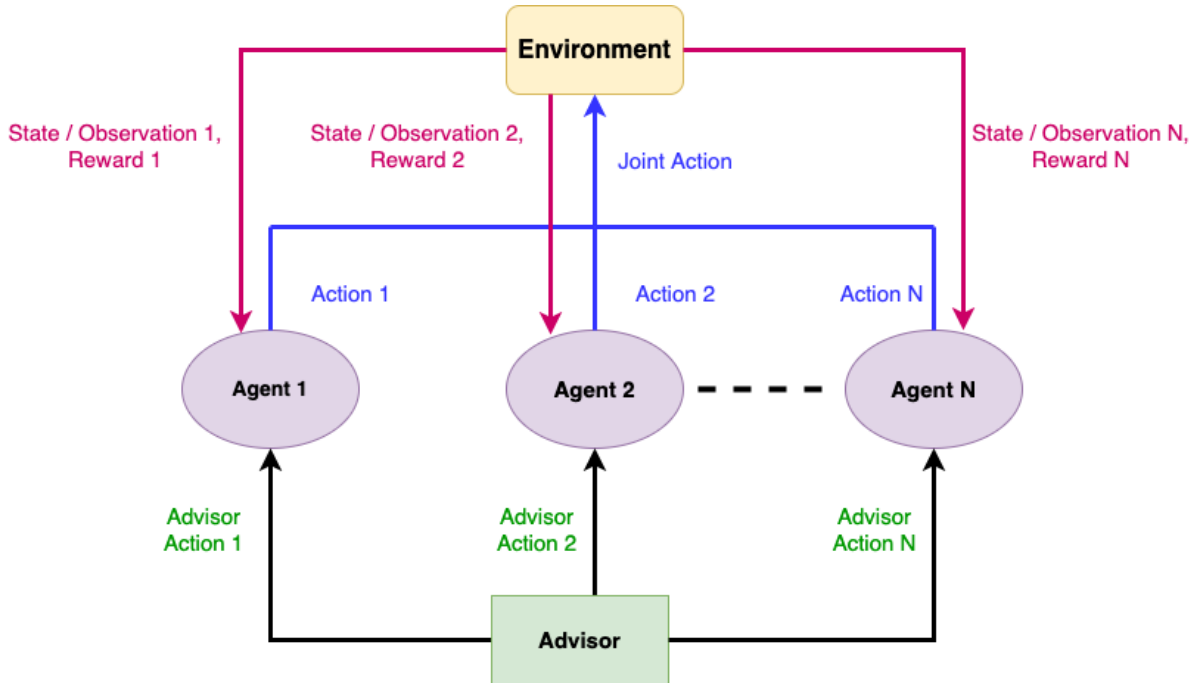 Environment
State / Observation 1,
Reward 1
State / Observation 2,
Reward 2
Joint Action
State / Observation N,
Reward N
Action 1
Action 2
Action N
Agent 1
Agent 2
Agent N
Advisor
Action 1
Advisor
Action 2
Advisor
Action N
Advisor